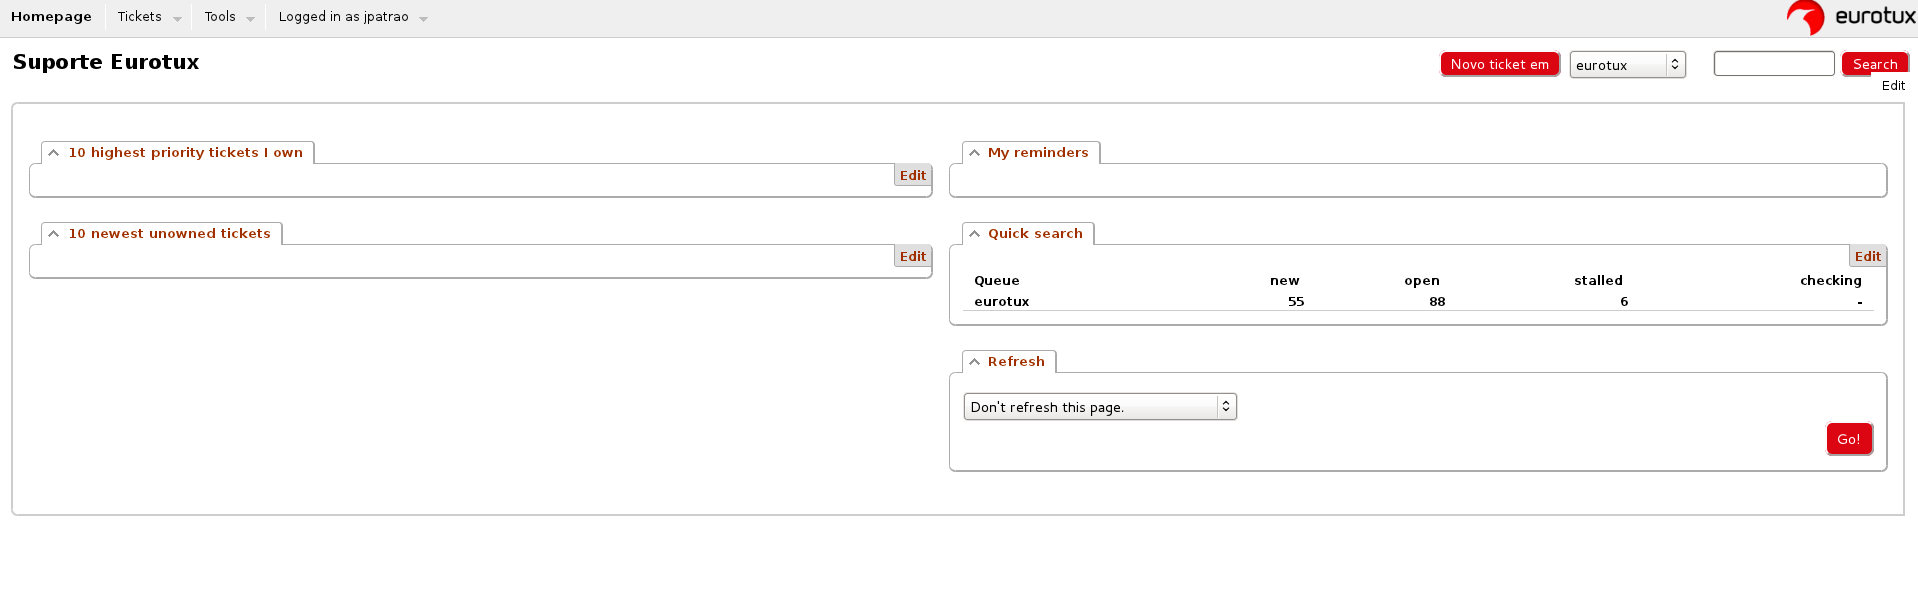 Homepage Tickets Tools Logged in as jpatrao eurotux
Suporte Eurotux Novo ticket em eurotux Search
Edit
10 highest priority tickets I own
Edit
10 newest unowned tickets
Edit
My reminders
Quick search
Edit
Queue new open stalled checking
eurotux 55 88 6 -
Refresh
Don't refresh this page.
Go!